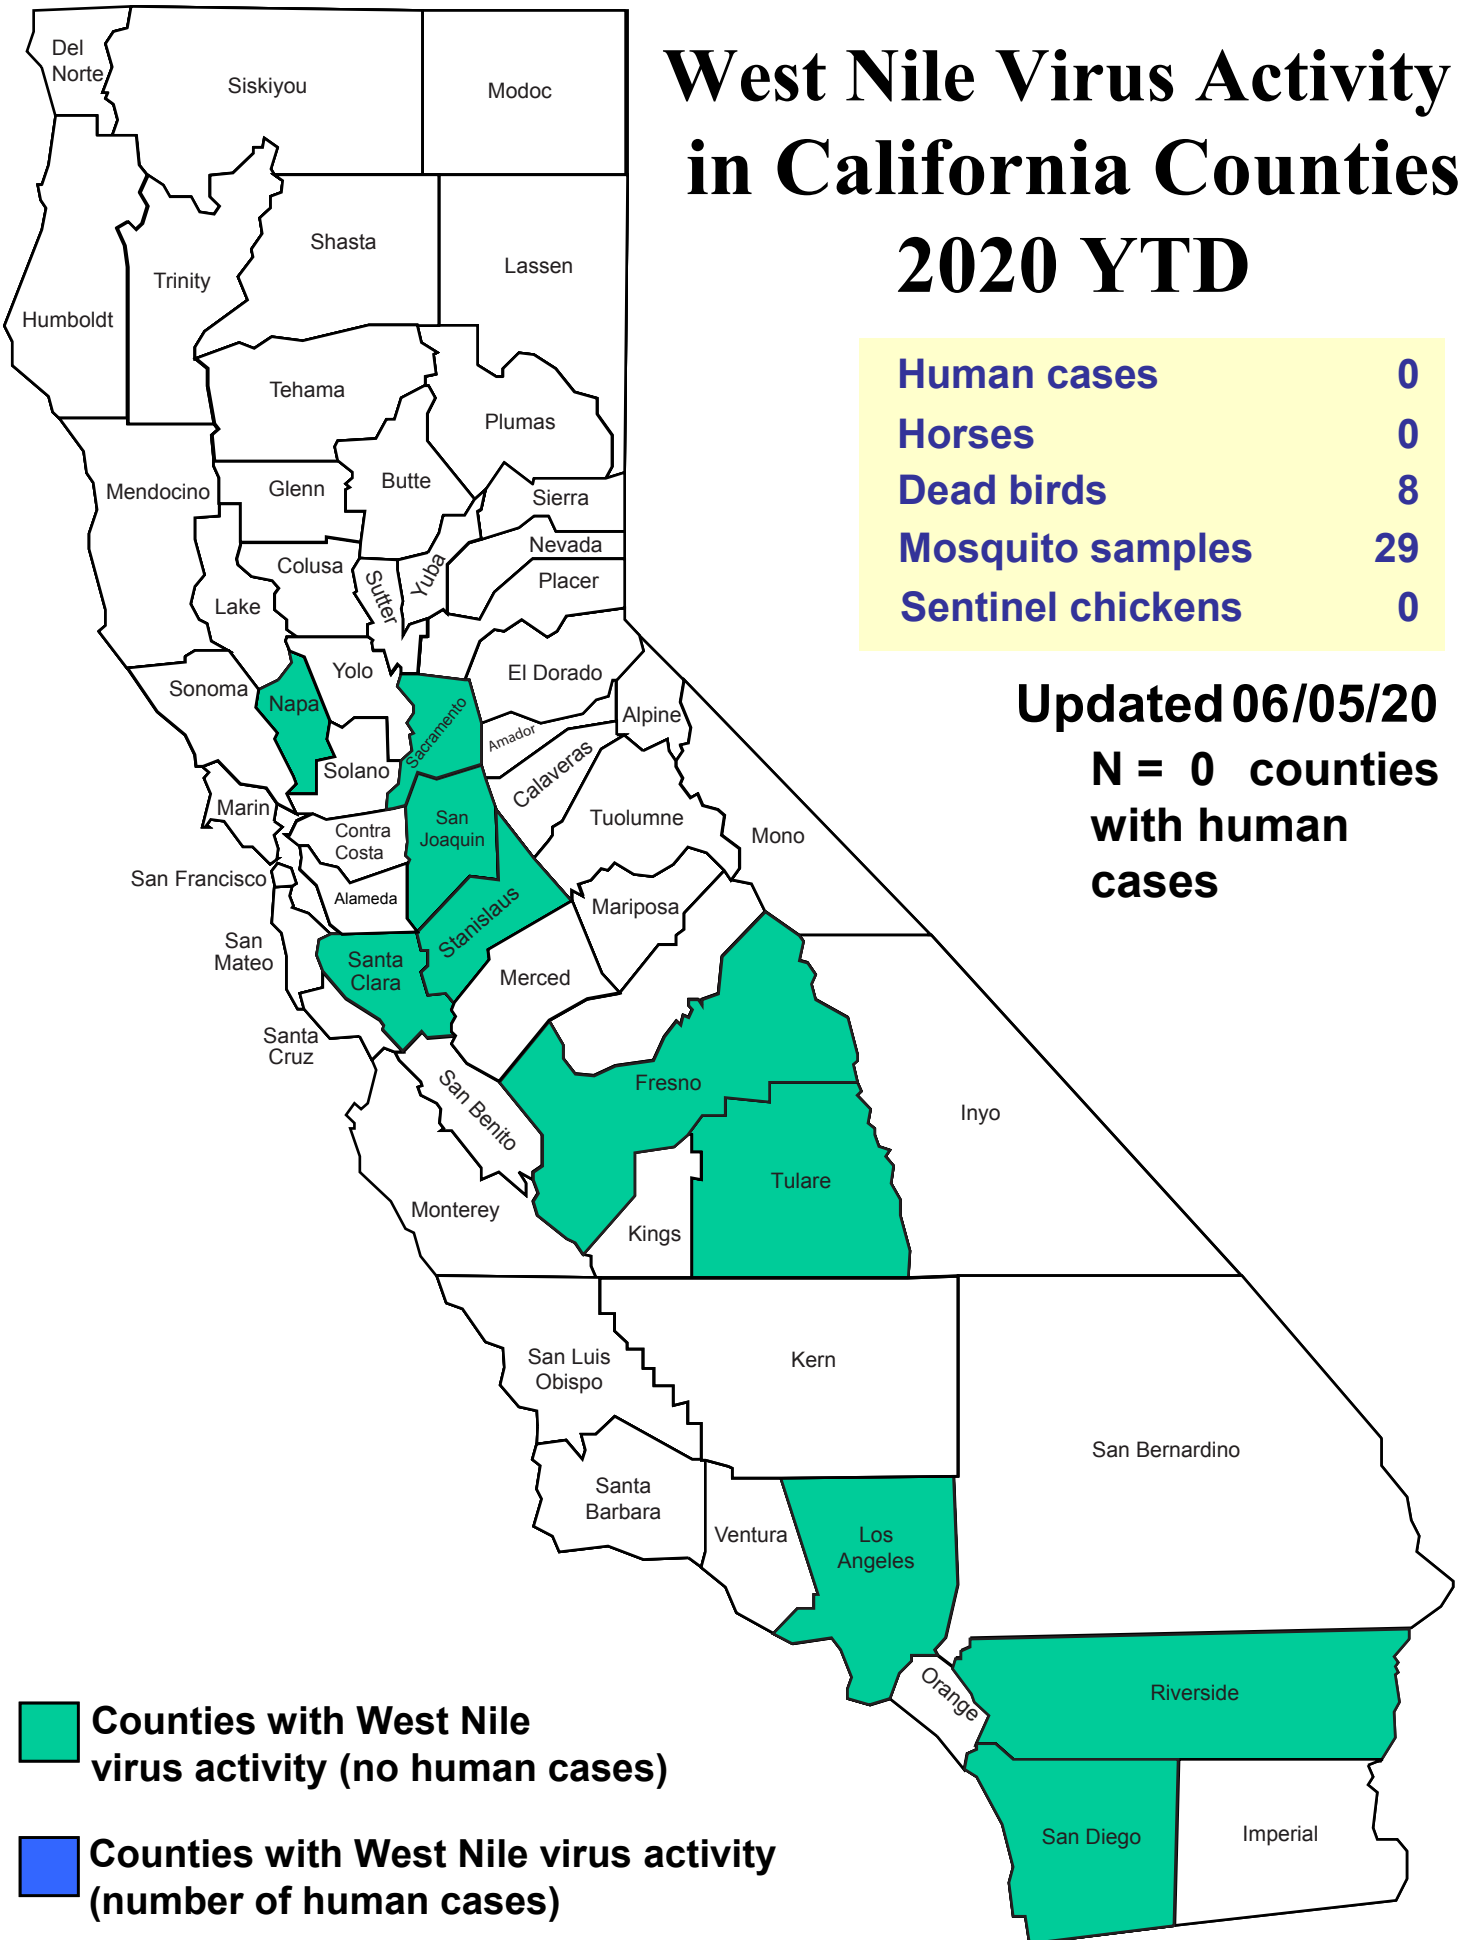 West Nile Virus Activity
in California Counties
2020 YTD
Human cases 0
Horses 0
Dead birds 8
Mosquito samples 29
Sentinel chickens 0
Updated 06/05/20
N = 0 counties
with human
cases
Del
Norte
Siskiyou
Modoc
Shasta
Lassen
Trinity
Humboldt
Tehama
Plumas
Butte
Glenn
Mendocino
Sierra
Nevada
Colusa
Yuba
Sutter
Placer
Lake
El Dorado
Yolo
Sonoma
Napa
Sacramento
Amador
Alpine
Solano
Calaveras
Marin
San
Joaquin
Tuolumne
Contra
Costa
Mono
San Francisco
Alameda
Stanislaus
Mariposa
San
Mateo
Santa
Clara
Merced
Santa
Cruz
Fresno
San Benito
Inyo
Tulare
Monterey
Kings
San Luis
Obispo
Kern
San Bernardino
Santa
Barbara
Ventura
Los
Angeles
Orange
Riverside
San Diego
Imperial
Counties with West Nile
virus activity (no human cases)
Counties with West Nile virus activity
(number of human cases)